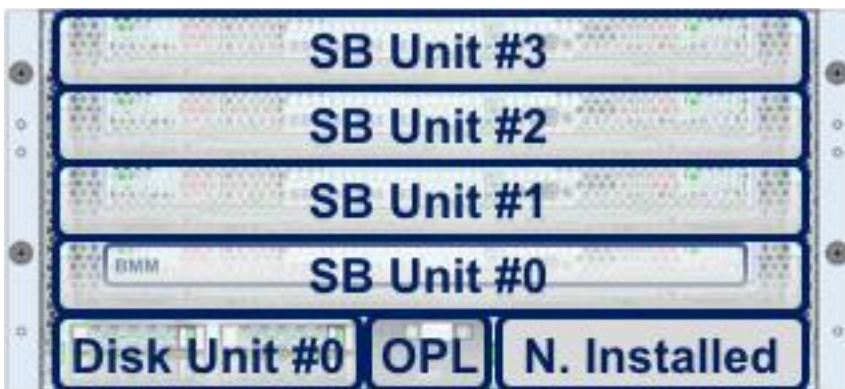 SB Unit #3
SB Unit #2
SB Unit #1
BMM
SB Unit #0
Disk Unit #0 OPL N. Installed